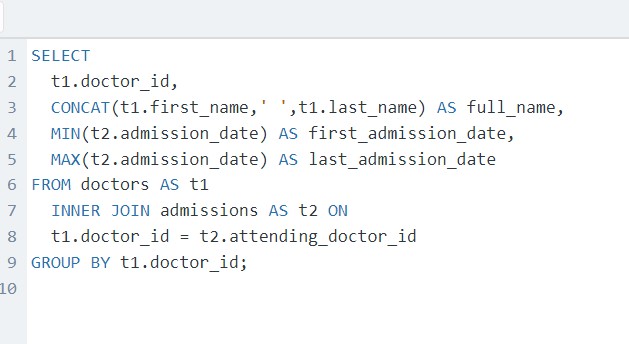 1 SELECT
2 t1.doctor_id,
3 CONCAT(t1.first_name,' ',t1.last_name) AS full_name,
4 MIN(t2.admission_date) AS first_admission_date,
5 MAX(t2.admission_date) AS last_admission_date
6 FROM doctors AS t1
7 INNER JOIN admissions AS t2 ON
8 t1.doctor_id = t2.attending_doctor_id
9 GROUP BY t1.doctor_id;
10